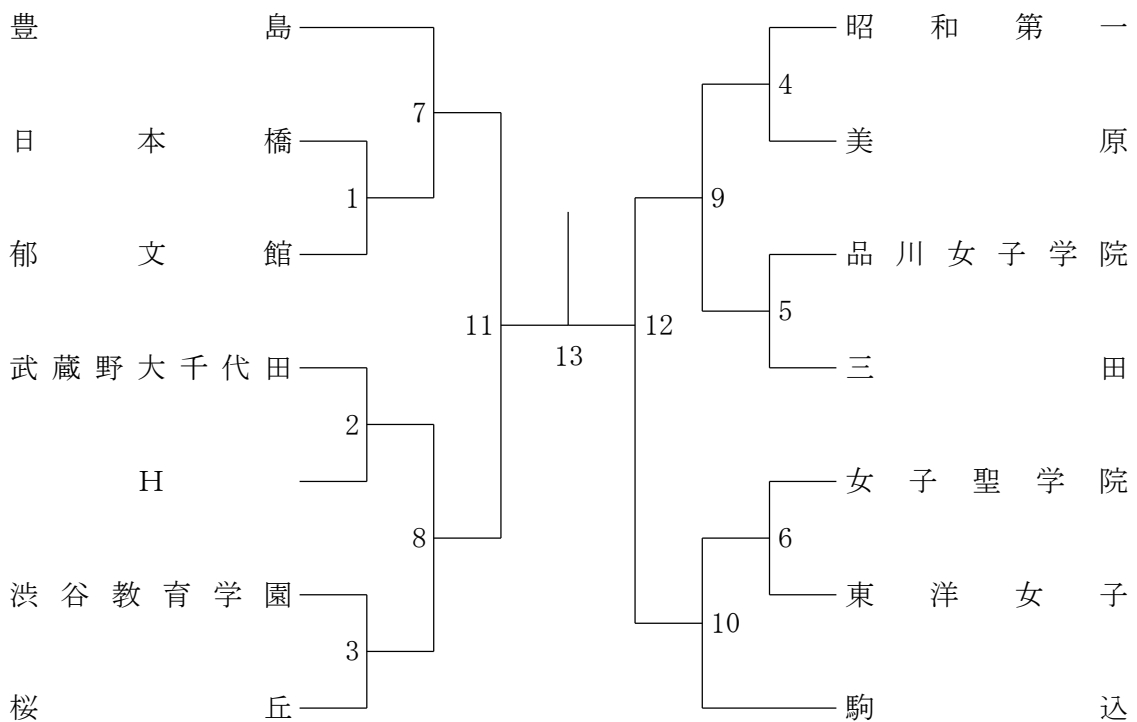 豊島
昭和第一
7
4
日本橋
美原
1
9
郁文館
品川女子学院
11
12
5
13
武蔵野大千代田
三田
2
H
女子聖学院
8
6
渋谷教育学園
東洋女子
10
3
桜丘
駒込